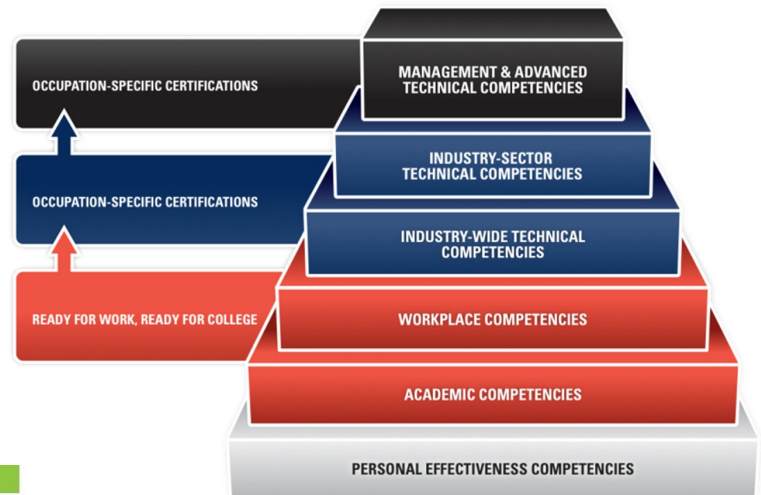 MANAGEMENT & ADVANCED
TECHNICAL COMPETENCIES
OCCUPATION-SPECIFIC CERTIFICATIONS
INDUSTRY-SECTOR
TECHNICAL COMPETENCIES
OCCUPATION-SPECIFIC CERTIFICATIONS
INDUSTRY-WIDE TECHNICAL
COMPETENCIES
READY FOR WORK, READY FOR COLLEGE
WORKPLACE COMPETENCIES
ACADEMIC COMPETENCIES
PERSONAL EFFECTIVENESS COMPETENCIES